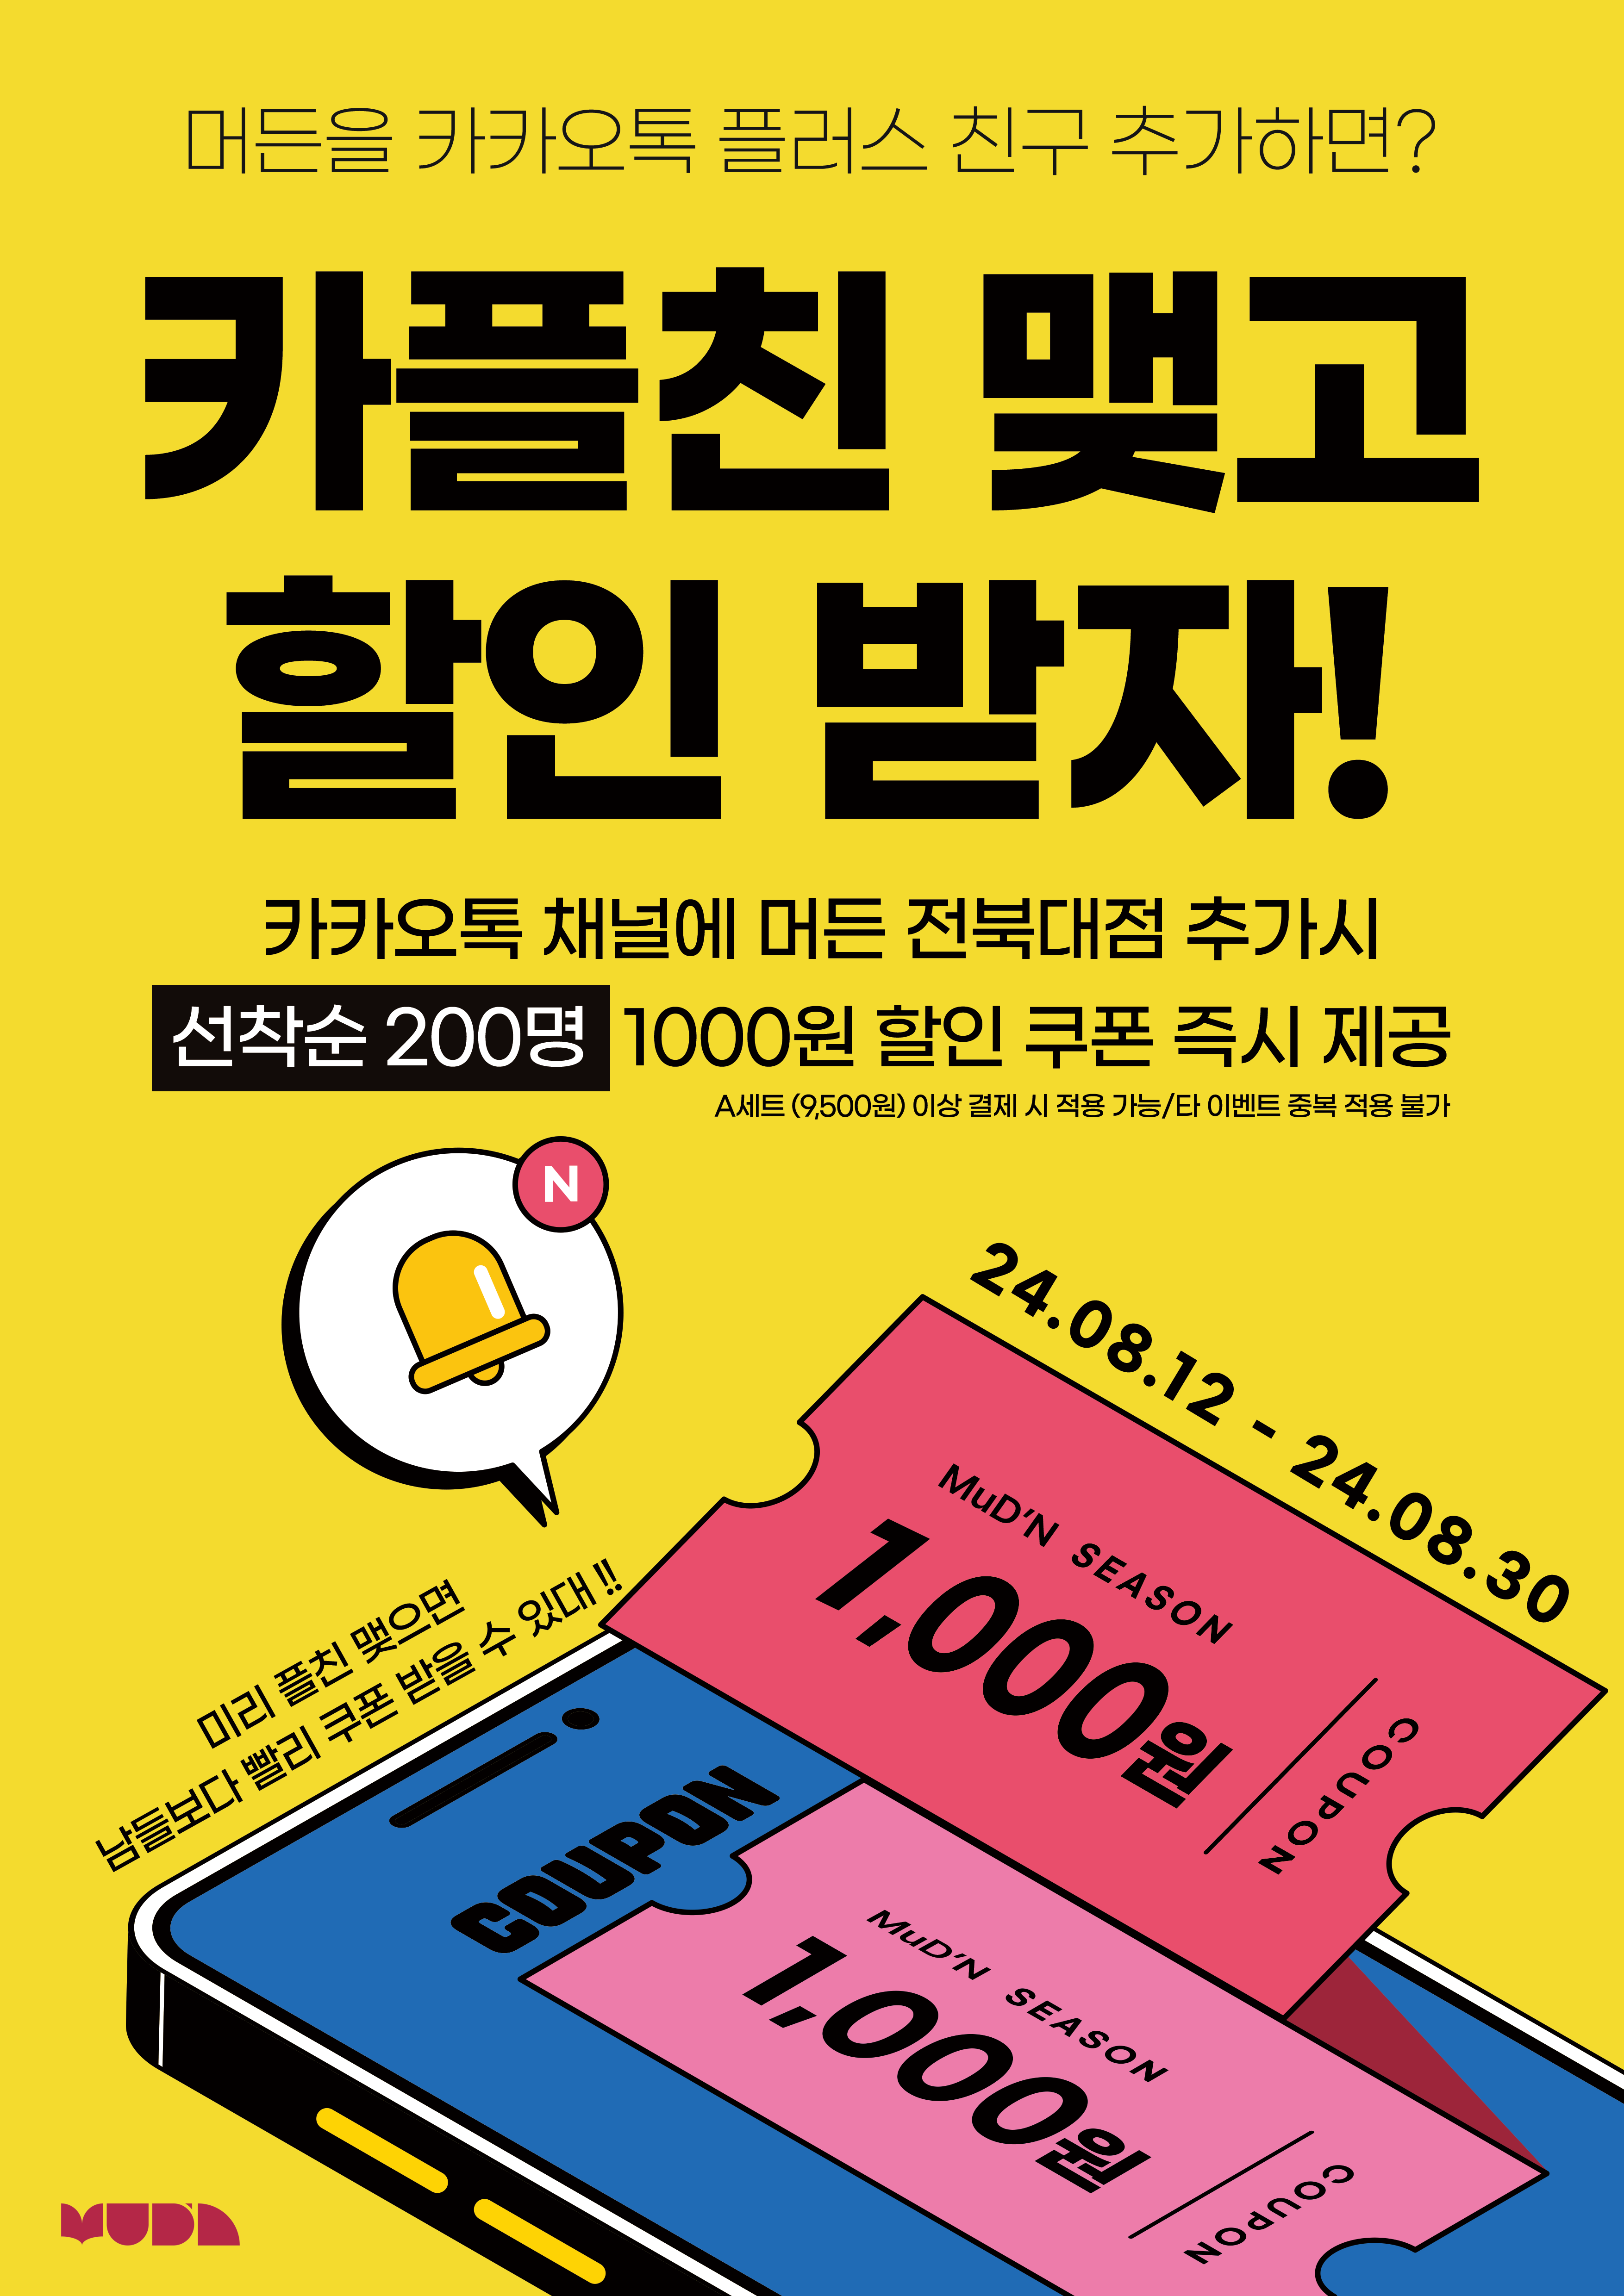 머든을 카카오톡 플러스 친구 추가하면?
카플친 맺고
할인 받자!
카카오톡 채널에 머든 전북대점 추가시
선착순 200명 1000원 할인 쿠폰 즉시 제공
A세트 (9,500원) 이상 결제 시 적용 가능/타 이벤트 중복 적용 불가
N
24.08.12 - 24.08.30
MuD'N SEASON
1,000원
COUPON
미리 플친 맺으면
남들보다 빨리 쿠폰 받을 수 있대!!
COUPON
MuD'N SEASON
1,000원
COUPON
MUDN